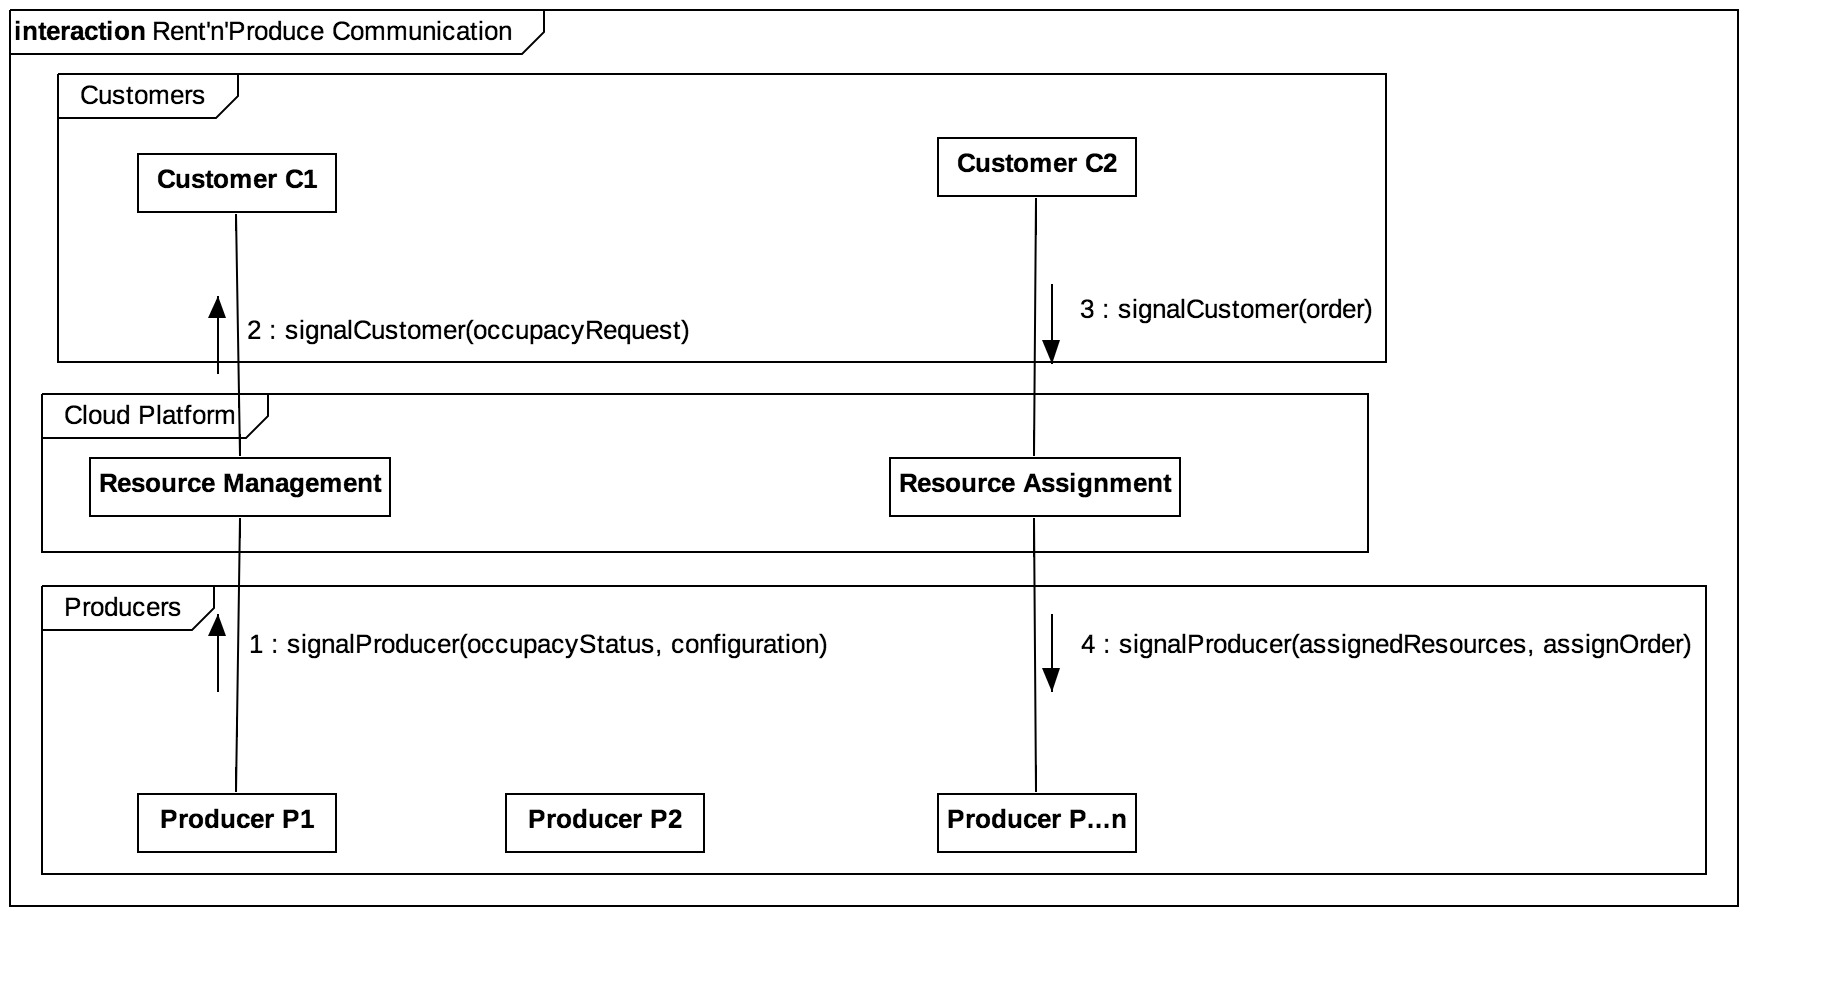 interaction Rent'n'Produce Communication
Customers
Customer C1
Customer C2
2 : signalCustomer(occupacyRequest)
3 : signalCustomer(order)
Cloud Platform
Resource Management
Resource Assignment
Producers
1 : signalProducer(occupacyStatus, configuration)
4 : signalProducer(assignedResources, assignOrder)
Producer P1
Producer P2
Producer P...n